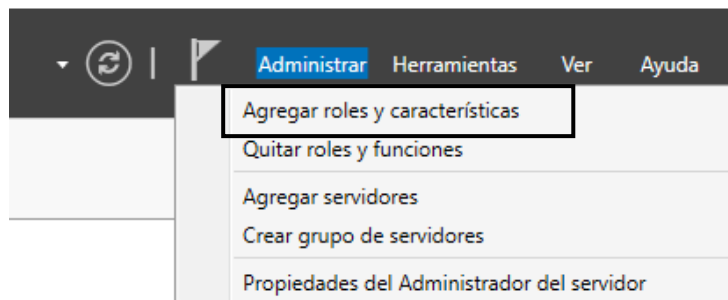 Administrar Herramientas Ver Ayuda
Agregar roles y características
Quitar roles y funciones
Agregar servidores
Crear grupo de servidores
Propiedades del Administrador del servidor